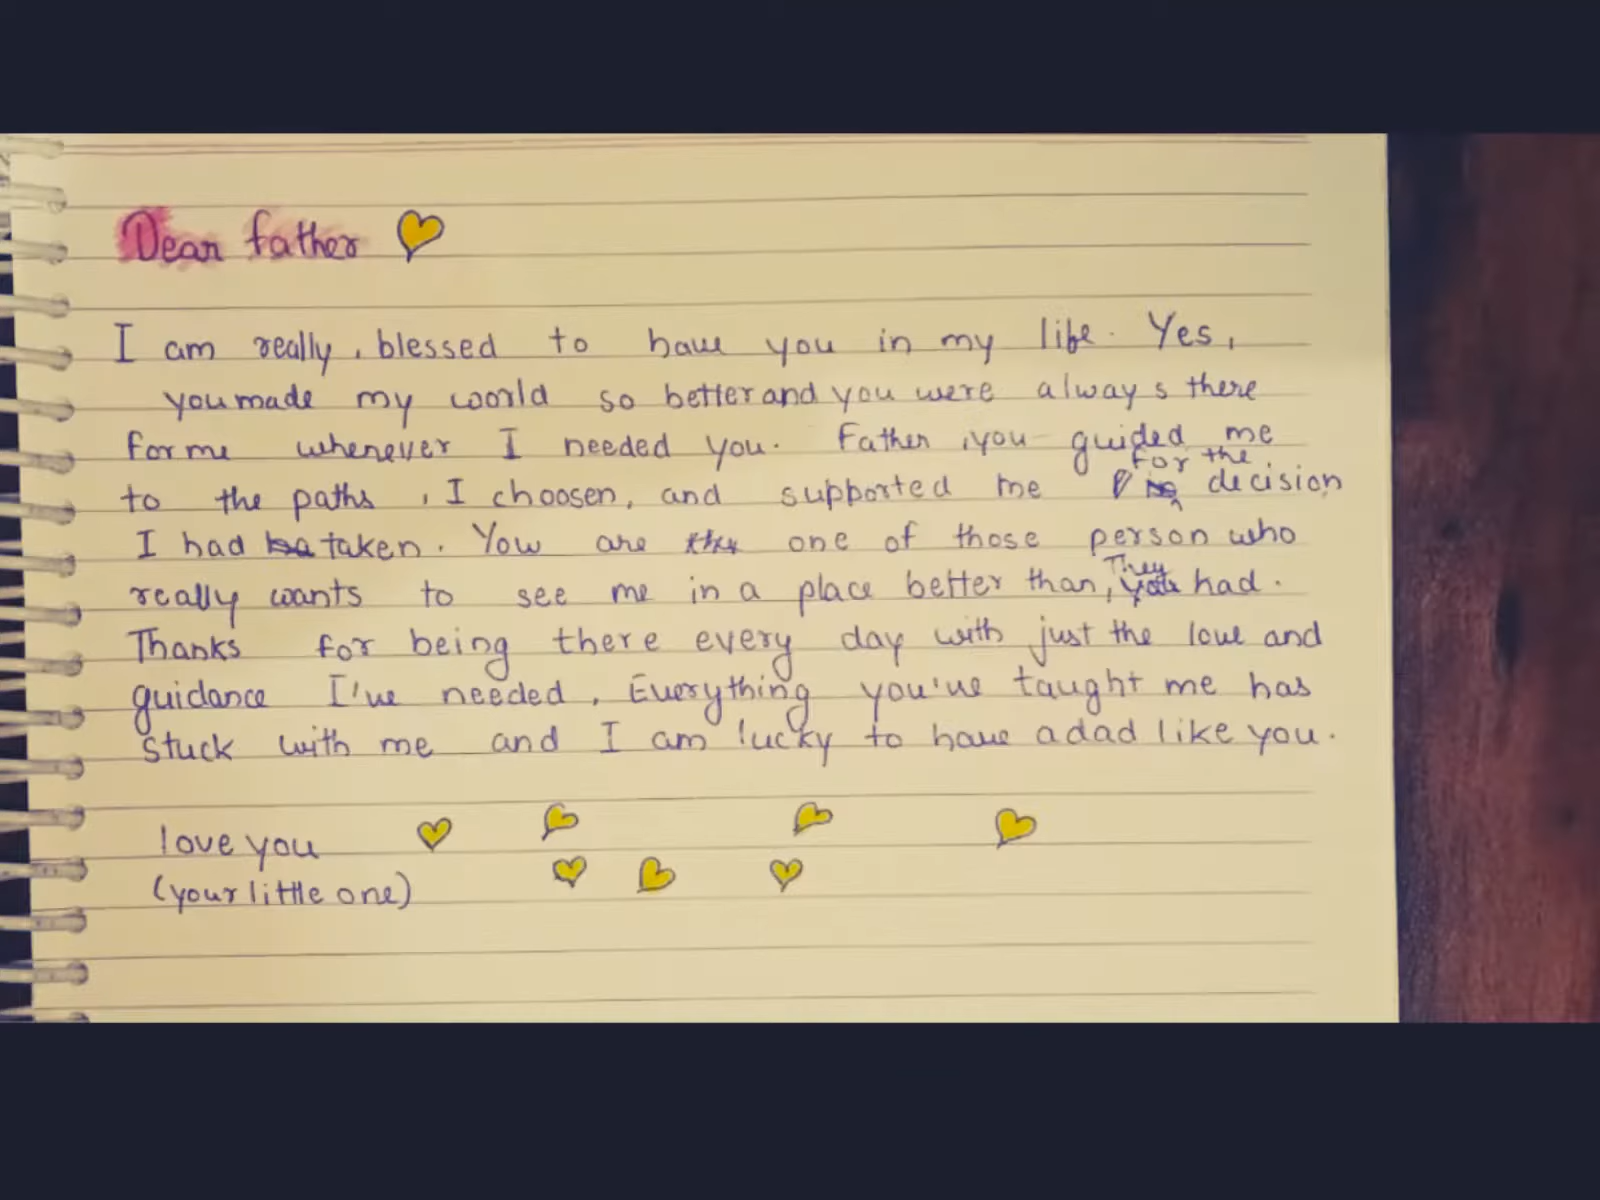 Dear father
I am really, blessed to have you in my life. Yes,
you made my world so better and you were always there
for me whenever I needed you. Father, you guided me
to the paths, I choosen, and supported me for the decision
I had taken. You are one of those person who
really wants to see me in a place better than, They had.
Thanks for being there every day with just the love and
guidance I've needed. Everything you've taught me has
stuck with me and I am lucky to have a dad like you.
love you
(your little one)